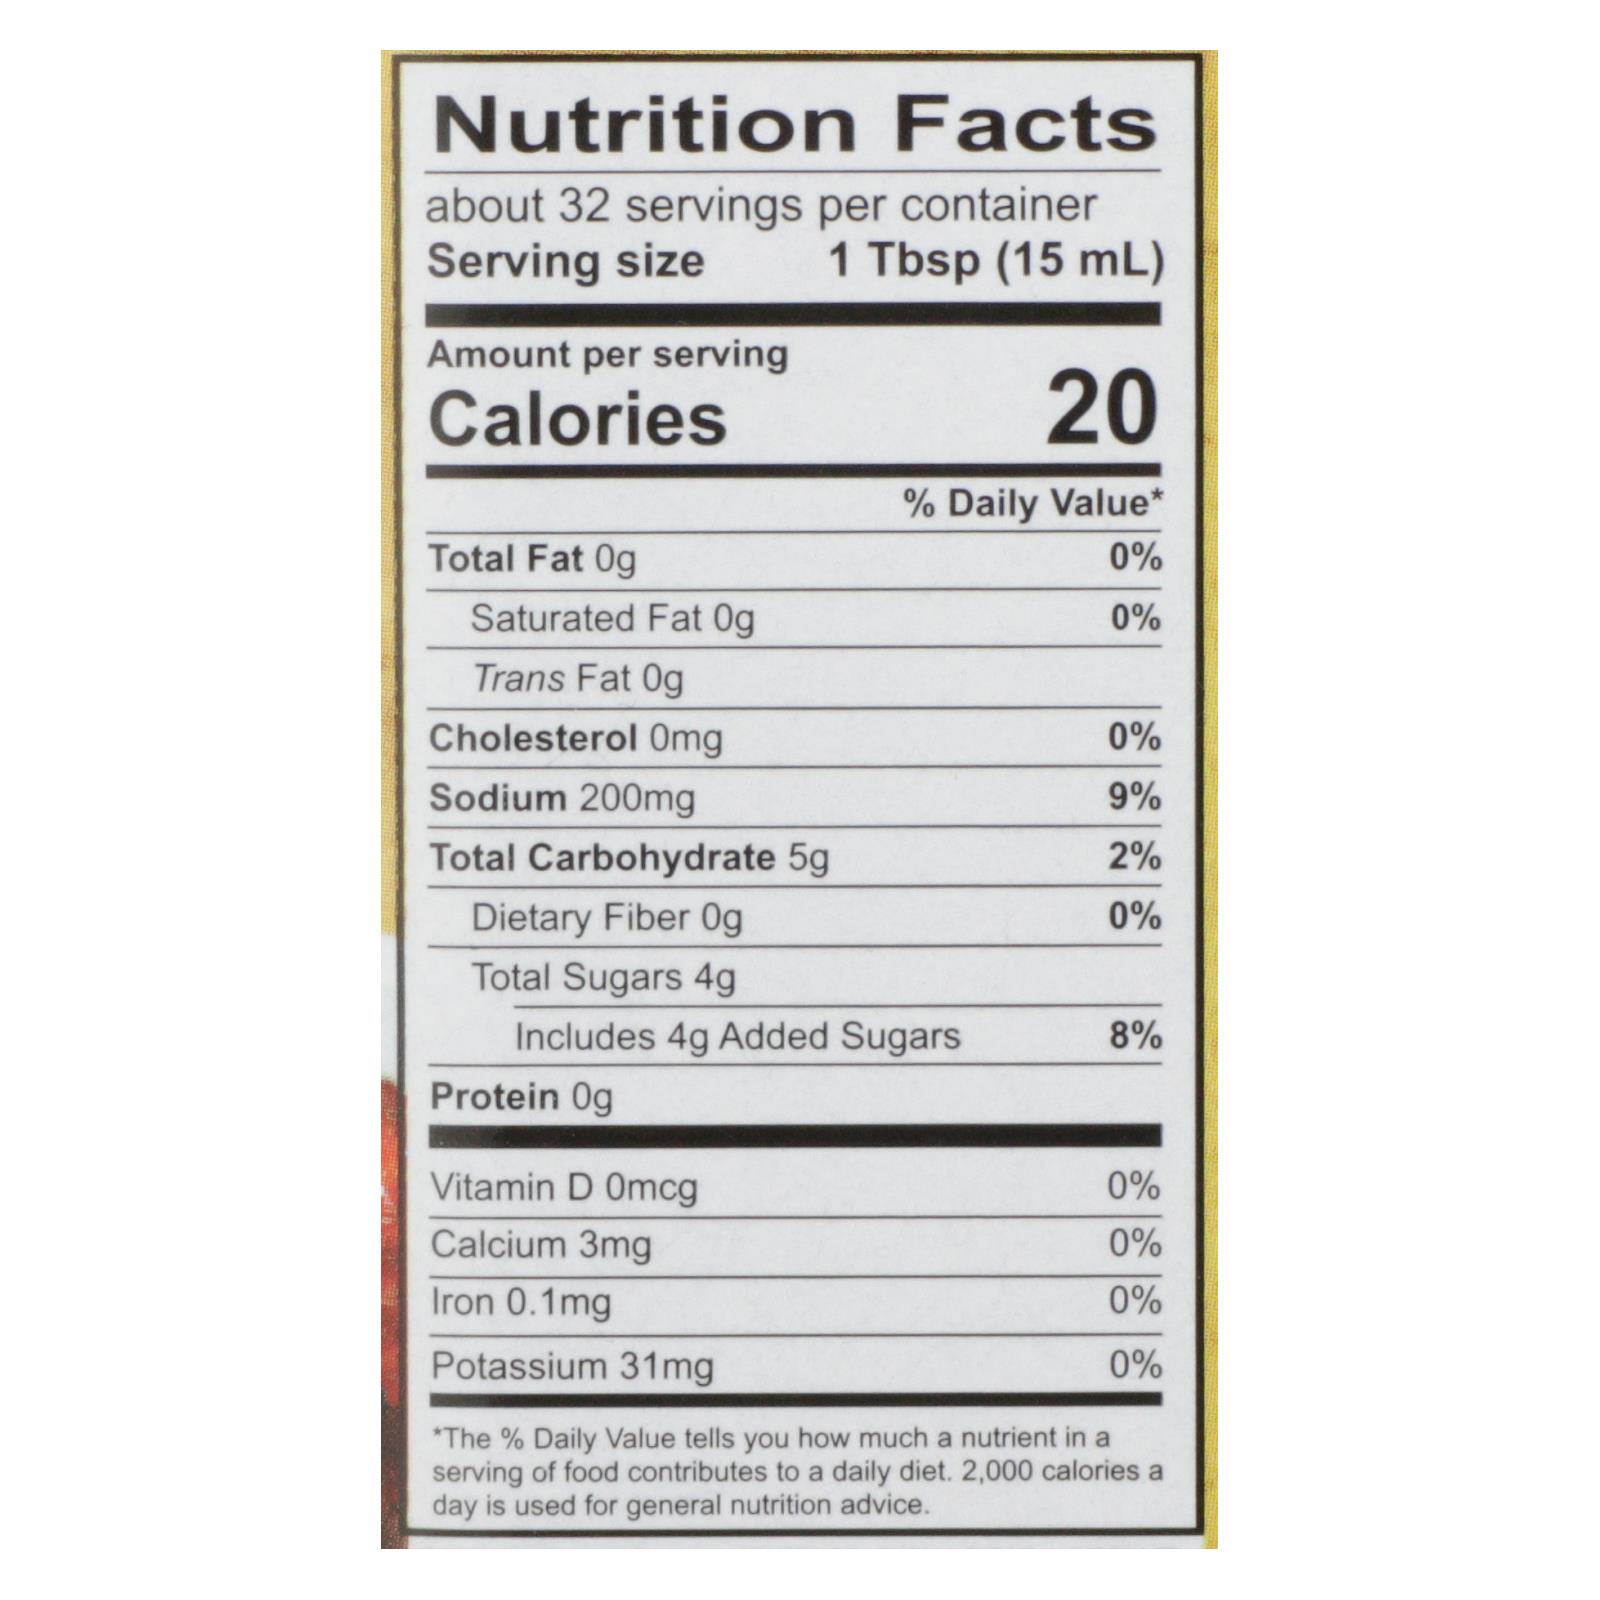 Nutrition Facts
about 32 servings per container
Serving size 1 Tbsp (15 mL)
Amount per serving
Calories 20
% Daily Value*
Total Fat 0g 0%
Saturated Fat 0g 0%
Trans Fat 0g
Cholesterol 0mg 0%
Sodium 200mg 9%
Total Carbohydrate 5g 2%
Dietary Fiber 0g 0%
Total Sugars 4g
Includes 4g Added Sugars 8%
Protein 0g
Vitamin D 0mcg 0%
Calcium 3mg 0%
Iron 0.1mg 0%
Potassium 31mg 0%
*The % Daily Value tells you how much a nutrient in a
serving of food contributes to a daily diet. 2,000 calories a
day is used for general nutrition advice.